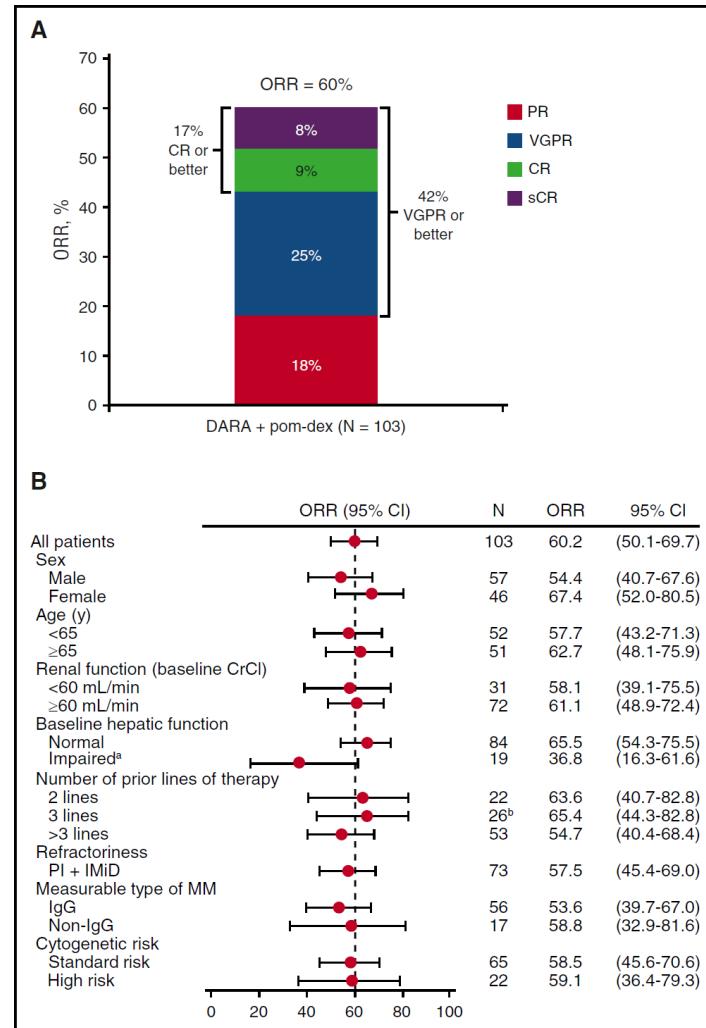 A
ORR = 60%
70
60
50
40
30
20
10
0
ORR, %
17%
CR or
better
8%
9%
25%
18%
42%
VGPR or
better
PR
VGPR
CR
sCR
DARA + pom-dex (N = 103)
B
ORR (95% CI) N ORR 95% CI
All patients 103 60.2 (50.1-69.7)
Sex
Male 57 54.4 (40.7-67.6)
Female 46 67.4 (52.0-80.5)
Age (y)
<65 52 57.7 (43.2-71.3)
≥65 51 62.7 (48.1-75.9)
Renal function (baseline CrCl)
<60 mL/min 31 58.1 (39.1-75.5)
≥60 mL/min 72 61.1 (48.9-72.4)
Baseline hepatic function
Normal 84 65.5 (54.3-75.5)
Impairedᵃ 19 36.8 (16.3-61.6)
Number of prior lines of therapy
2 lines 22 63.6 (40.7-82.8)
3 lines 26ᵇ 65.4 (44.3-82.8)
>3 lines 53 54.7 (40.4-68.4)
Refractoriness
PI + IMiD 73 57.5 (45.4-69.0)
Measurable type of MM
IgG 56 53.6 (39.7-67.0)
Non-IgG 17 58.8 (32.9-81.6)
Cytogenetic risk
Standard risk 65 58.5 (45.6-70.6)
High risk 22 59.1 (36.4-79.3)
0 20 40 60 80 100